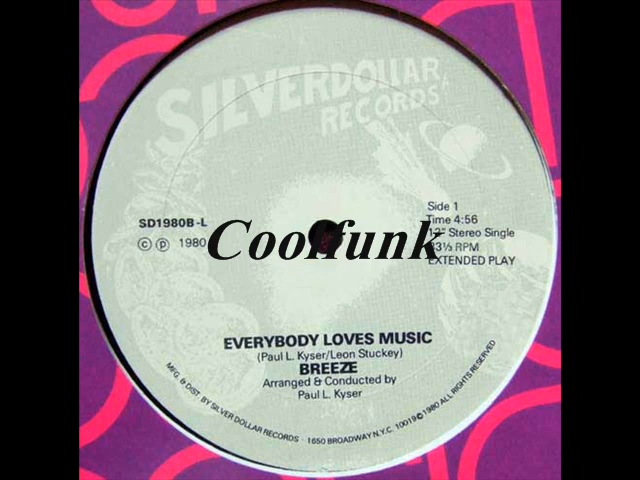 SILVERDOLLAR
RECORDS
SD1980B-L
© ℗ 1980
Side 1
Time 4:56
12" Stereo Single
33⅓ RPM
EXTENDED PLAY
Coolfunk
EVERYBODY LOVES MUSIC
(Paul L. Kyser/Leon Stuckey)
BREEZE
Arranged & Conducted by
Paul L. Kyser
MFG. & DIST. BY SILVER DOLLAR RECORDS · 1650 BROADWAY N.Y.C. 10019 © 1980 ALL RIGHTS RESERVED